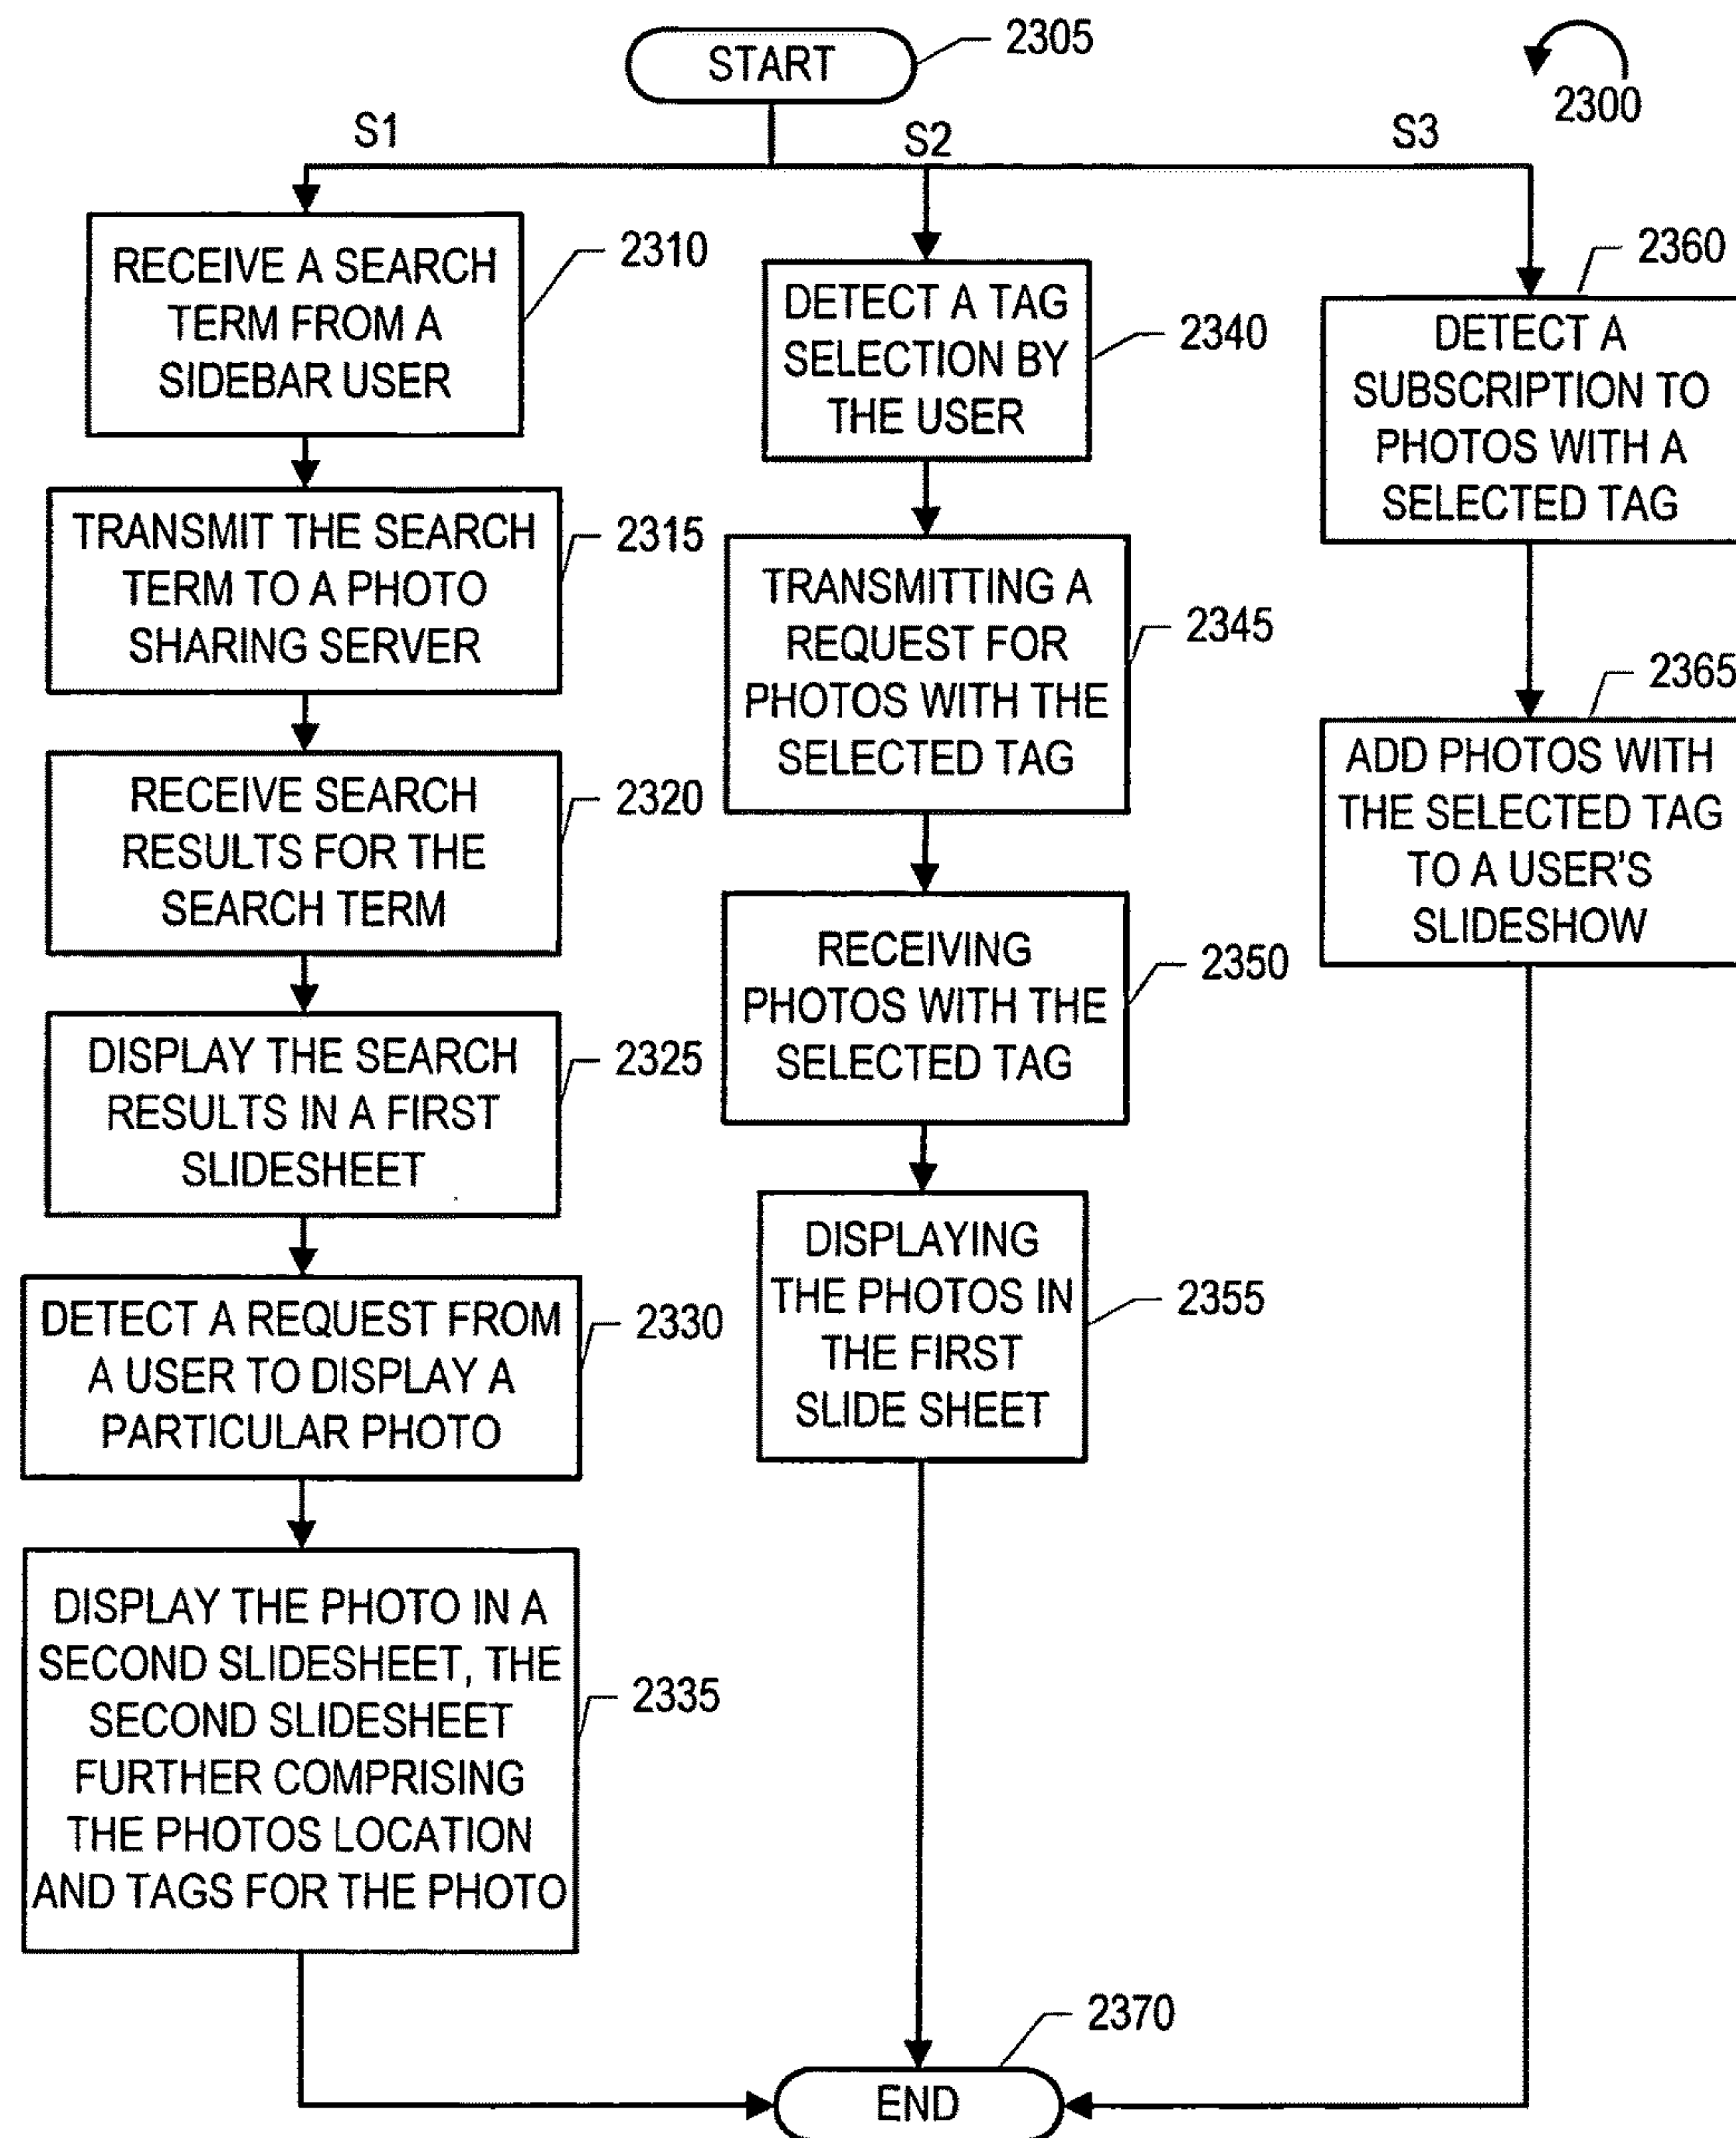 START
2305
2300
S1
S2
S3
RECEIVE A SEARCH
TERM FROM A
SIDEBAR USER
2310
TRANSMIT THE SEARCH
TERM TO A PHOTO
SHARING SERVER
2315
RECEIVE SEARCH
RESULTS FOR THE
SEARCH TERM
2320
DISPLAY THE SEARCH
RESULTS IN A FIRST
SLIDESHEET
2325
DETECT A REQUEST FROM
A USER TO DISPLAY A
PARTICULAR PHOTO
2330
DISPLAY THE PHOTO IN A
SECOND SLIDESHEET, THE
SECOND SLIDESHEET
FURTHER COMPRISING
THE PHOTOS LOCATION
AND TAGS FOR THE PHOTO
2335
DETECT A TAG
SELECTION BY
THE USER
2340
TRANSMITTING A
REQUEST FOR
PHOTOS WITH THE
SELECTED TAG
2345
RECEIVING
PHOTOS WITH THE
SELECTED TAG
2350
DISPLAYING
THE PHOTOS IN
THE FIRST
SLIDE SHEET
2355
2360
DETECT A
SUBSCRIPTION TO
PHOTOS WITH A
SELECTED TAG
2365
ADD PHOTOS WITH
THE SELECTED TAG
TO A USER'S
SLIDESHOW
2370
END